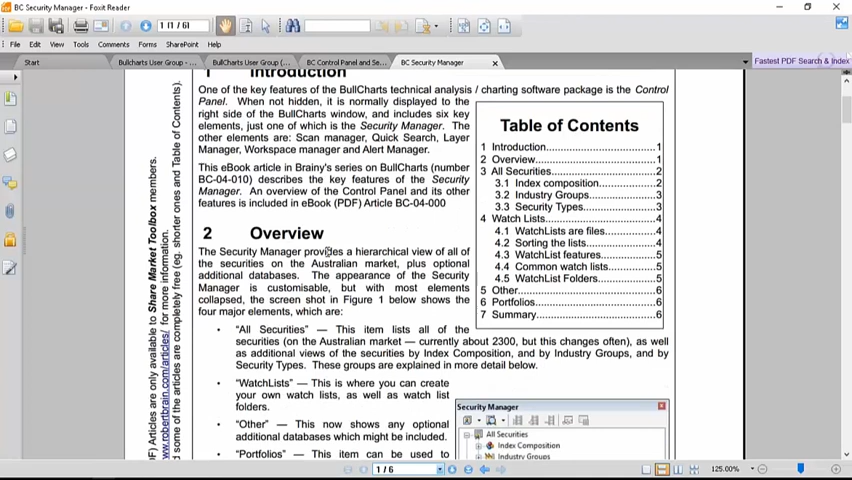 BC Security Manager - Foxit Reader
1 (1 / 6)
File Edit View Tools Comments Forms SharePoint Help
Start Bullcharts User Group - ... BullCharts User Group (... BC Control Panel and Se... BC Security Manager
Fastest PDF Search & Index
1 Introduction
One of the key features of the BullCharts technical analysis / charting software package is the Control
Panel. When not hidden, it is normally displayed to the
right side of the BullCharts window, and includes six key
elements, just one of which is the Security Manager. The
other elements are: Scan manager, Quick Search, Layer
Manager, Workspace manager and Alert Manager.
This eBook article in Brainy's series on BullCharts (number
BC-04-010) describes the key features of the Security
Manager. An overview of the Control Panel and its other
features is included in eBook (PDF) Article BC-04-000
2 Overview
The Security Manager provides a hierarchical view of all of
the securities on the Australian market, plus optional
additional databases. The appearance of the Security
Manager is customisable, but with most elements
collapsed, the screen shot in Figure 1 below shows the
four major elements, which are:
• "All Securities" — This item lists all of the
securities (on the Australian market — currently about 2300, but this changes often), as well
as additional views of the securities by Index Composition, and by Industry Groups, and by
Security Types. These groups are explained in more detail below.
• "WatchLists" — This is where you can create
your own watch lists, as well as watch list
folders.
• "Other" — This now shows any optional
additional databases which might be included.
• "Portfolios" — This item can be used to
Table of Contents
1 Introduction.....1
2 Overview.....1
3 All Securities.....2
3.1 Index composition.....2
3.2 Industry Groups.....3
3.3 Security Types.....3
4 Watch Lists.....4
4.1 WatchLists are files.....4
4.2 Sorting the lists.....4
4.3 WatchList features.....5
4.4 Common watch lists.....5
4.5 WatchList Folders.....5
5 Other.....6
6 Portfolios.....6
7 Summary.....6
Security Manager
All Securities
Index Composition
Industry Groups
DF) Articles are only available to Share Market Toolbox members.
ww.robertbrain.com/articles/ for more information.
d some of the articles are completely free (eg. shorter ones and Table of Contents).
1 / 6
125.00%